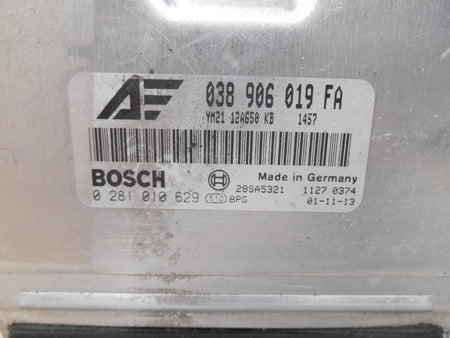 AF 038 906 019 FA
YM21 12A650 KB 1457
BOSCH 28SA5321 Made in Germany
1127 0374
0 281 010 629 BPG 01-11-13